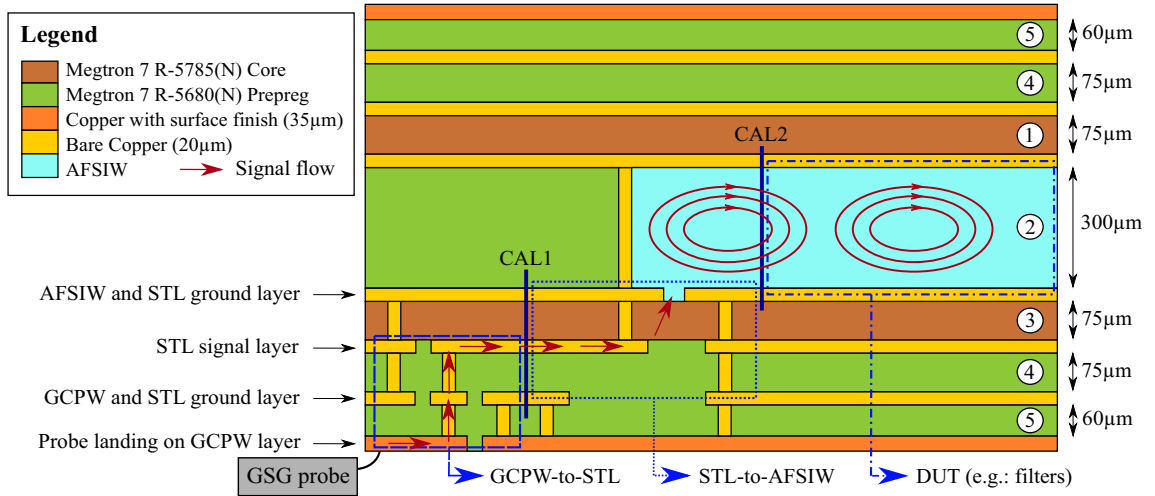 Legend
Megtron 7 R-5785(N) Core
Megtron 7 R-5680(N) Prepreg
Copper with surface finish (35µm)
Bare Copper (20µm)
AFSIW
Signal flow
5
60µm
4
75µm
1
75µm
CAL2
2
300µm
CAL1
AFSIW and STL ground layer
3
75µm
STL signal layer
4
75µm
GCPW and STL ground layer
5
60µm
Probe landing on GCPW layer
GSG probe
GCPW-to-STL
STL-to-AFSIW
DUT (e.g.: filters)